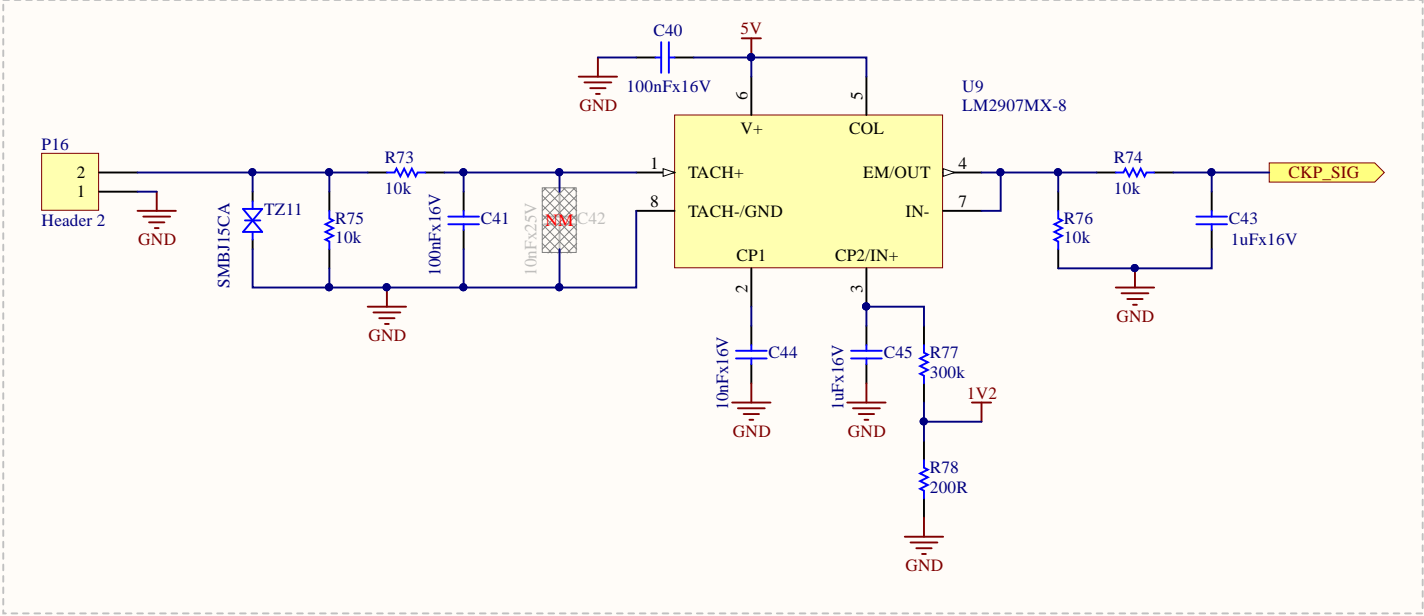 C40
5V
100nFx16V
GND
6
5
U9
LM2907MX-8
V+
COL
P16
2
1
Header 2
GND
R73
10k
1
TACH+
EM/OUT
4
R74
10k
CKP_SIG
8
TACH-/GND
IN-
7
SMBJ15CA
TZ11
R75
10k
100nFx16V
C41
10nFx25V
NM
C42
R76
10k
C43
1uFx16V
CP1
CP2/IN+
2
3
GND
GND
10nFx16V
C44
1uFx16V
C45
R77
300k
1V2
GND
GND
R78
200R
GND